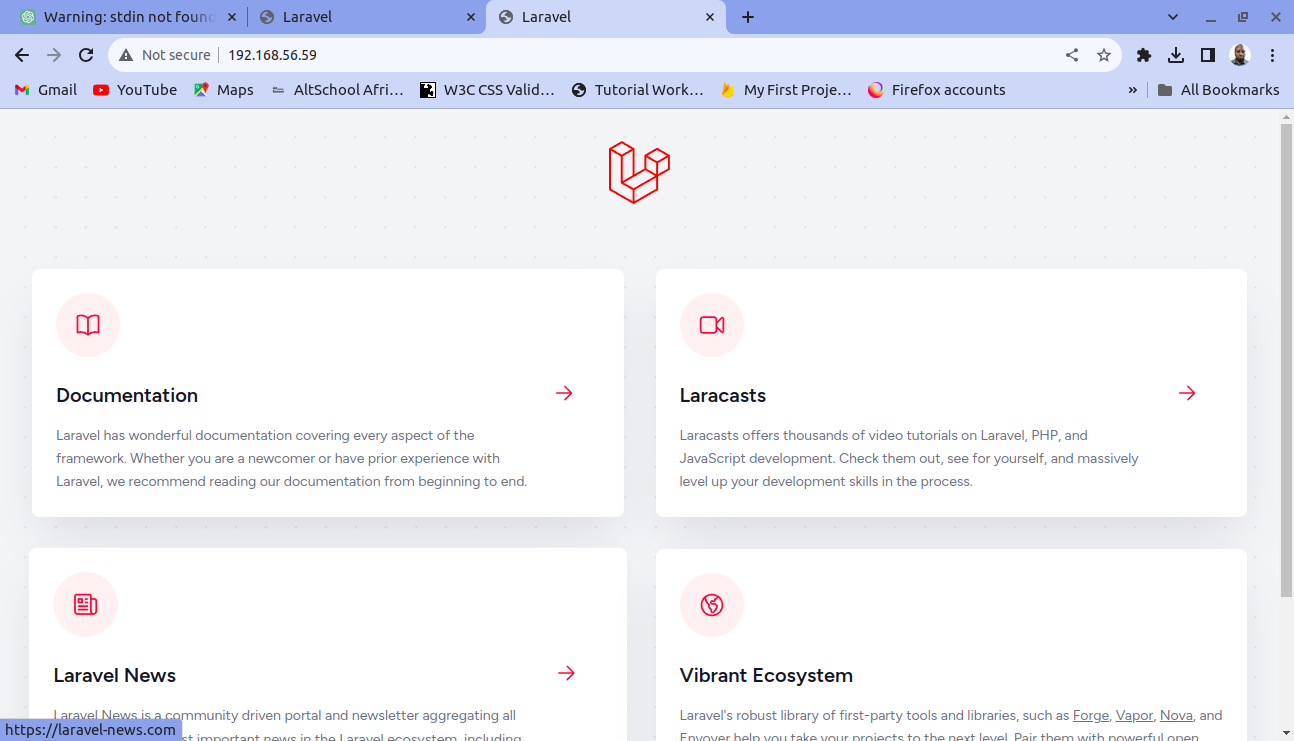 Warning: stdin not found
Laravel
Laravel
Not secure
192.168.56.59
Gmail
YouTube
Maps
AltSchool Afri...
W3C CSS Valid...
Tutorial Work...
My First Proje...
Firefox accounts
»
All Bookmarks
Documentation
Laravel has wonderful documentation covering every aspect of the
framework. Whether you are a newcomer or have prior experience with
Laravel, we recommend reading our documentation from beginning to end.
Laracasts
Laracasts offers thousands of video tutorials on Laravel, PHP, and
JavaScript development. Check them out, see for yourself, and massively
level up your development skills in the process.
Laravel News
Laravel News is a community driven portal and newsletter aggregating all
important news in the Laravel ecosystem, including
Vibrant Ecosystem
Laravel's robust library of first-party tools and libraries, such as Forge, Vapor, Nova, and
Envoyer help you take your projects to the next level. Pair them with powerful open
https://laravel-news.com